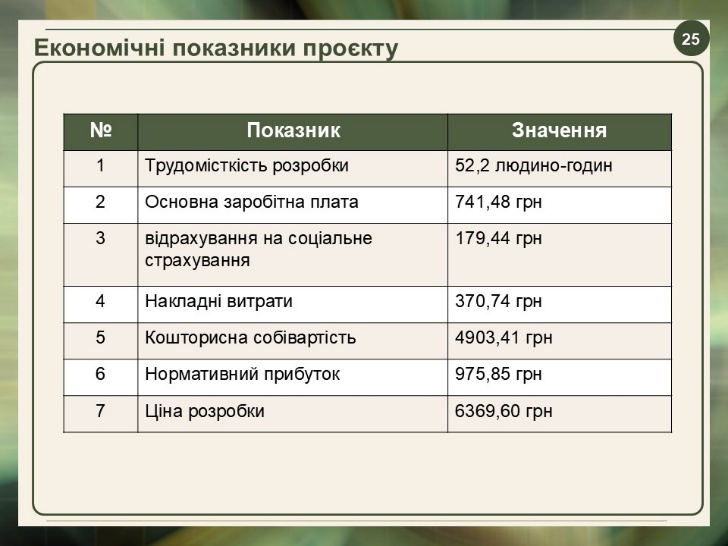 Економічні показники проєкту
25
№ Показник Значення
1 Трудомісткість розробки 52,2 людино-годин
2 Основна заробітна плата 741,48 грн
3 відрахування на соціальне 179,44 грн
страхування
4 Накладні витрати 370,74 грн
5 Кошторисна собівартість 4903,41 грн
6 Нормативний прибуток 975,85 грн
7 Ціна розробки 6369,60 грн